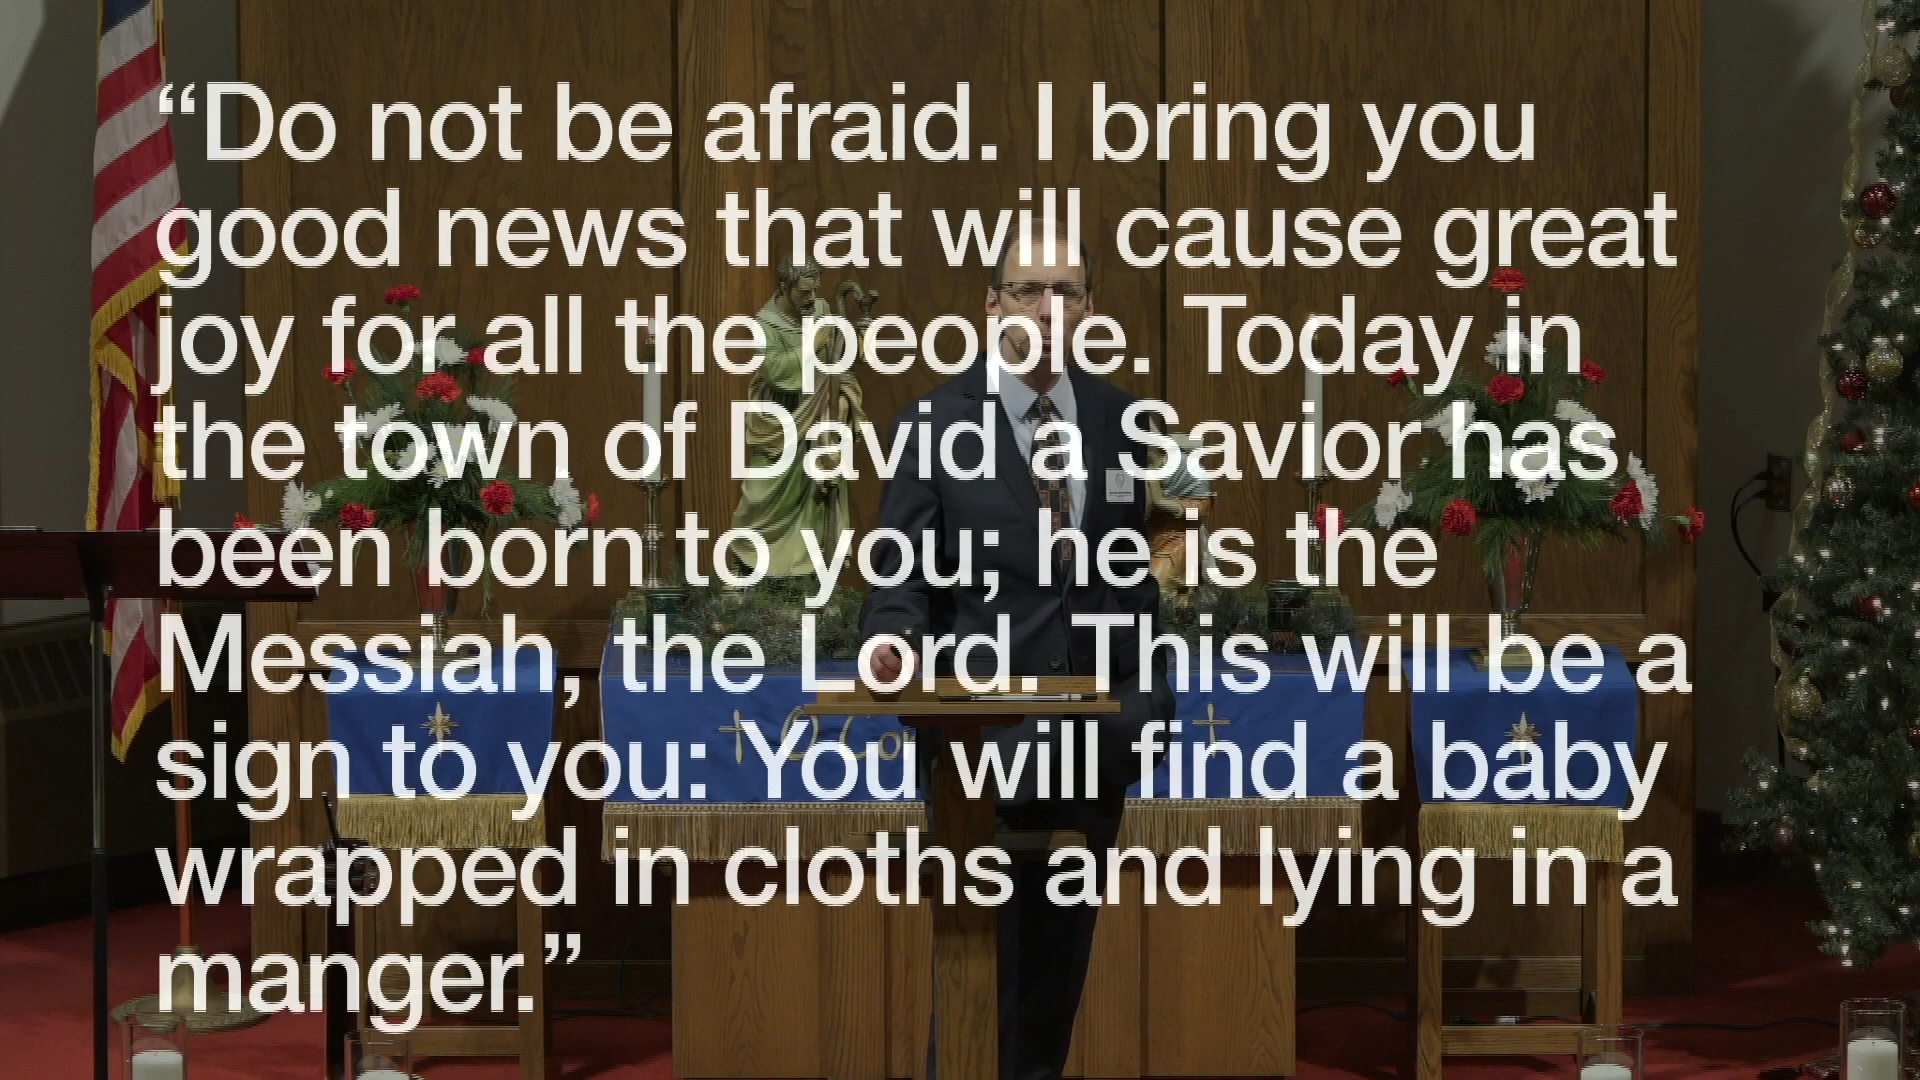 “Do not be afraid. I bring you
good news that will cause great
joy for all the people. Today in
the town of David a Savior has
been born to you; he is the
Messiah, the Lord. This will be a
sign to you: You will find a baby
wrapped in cloths and lying in a
manger.”